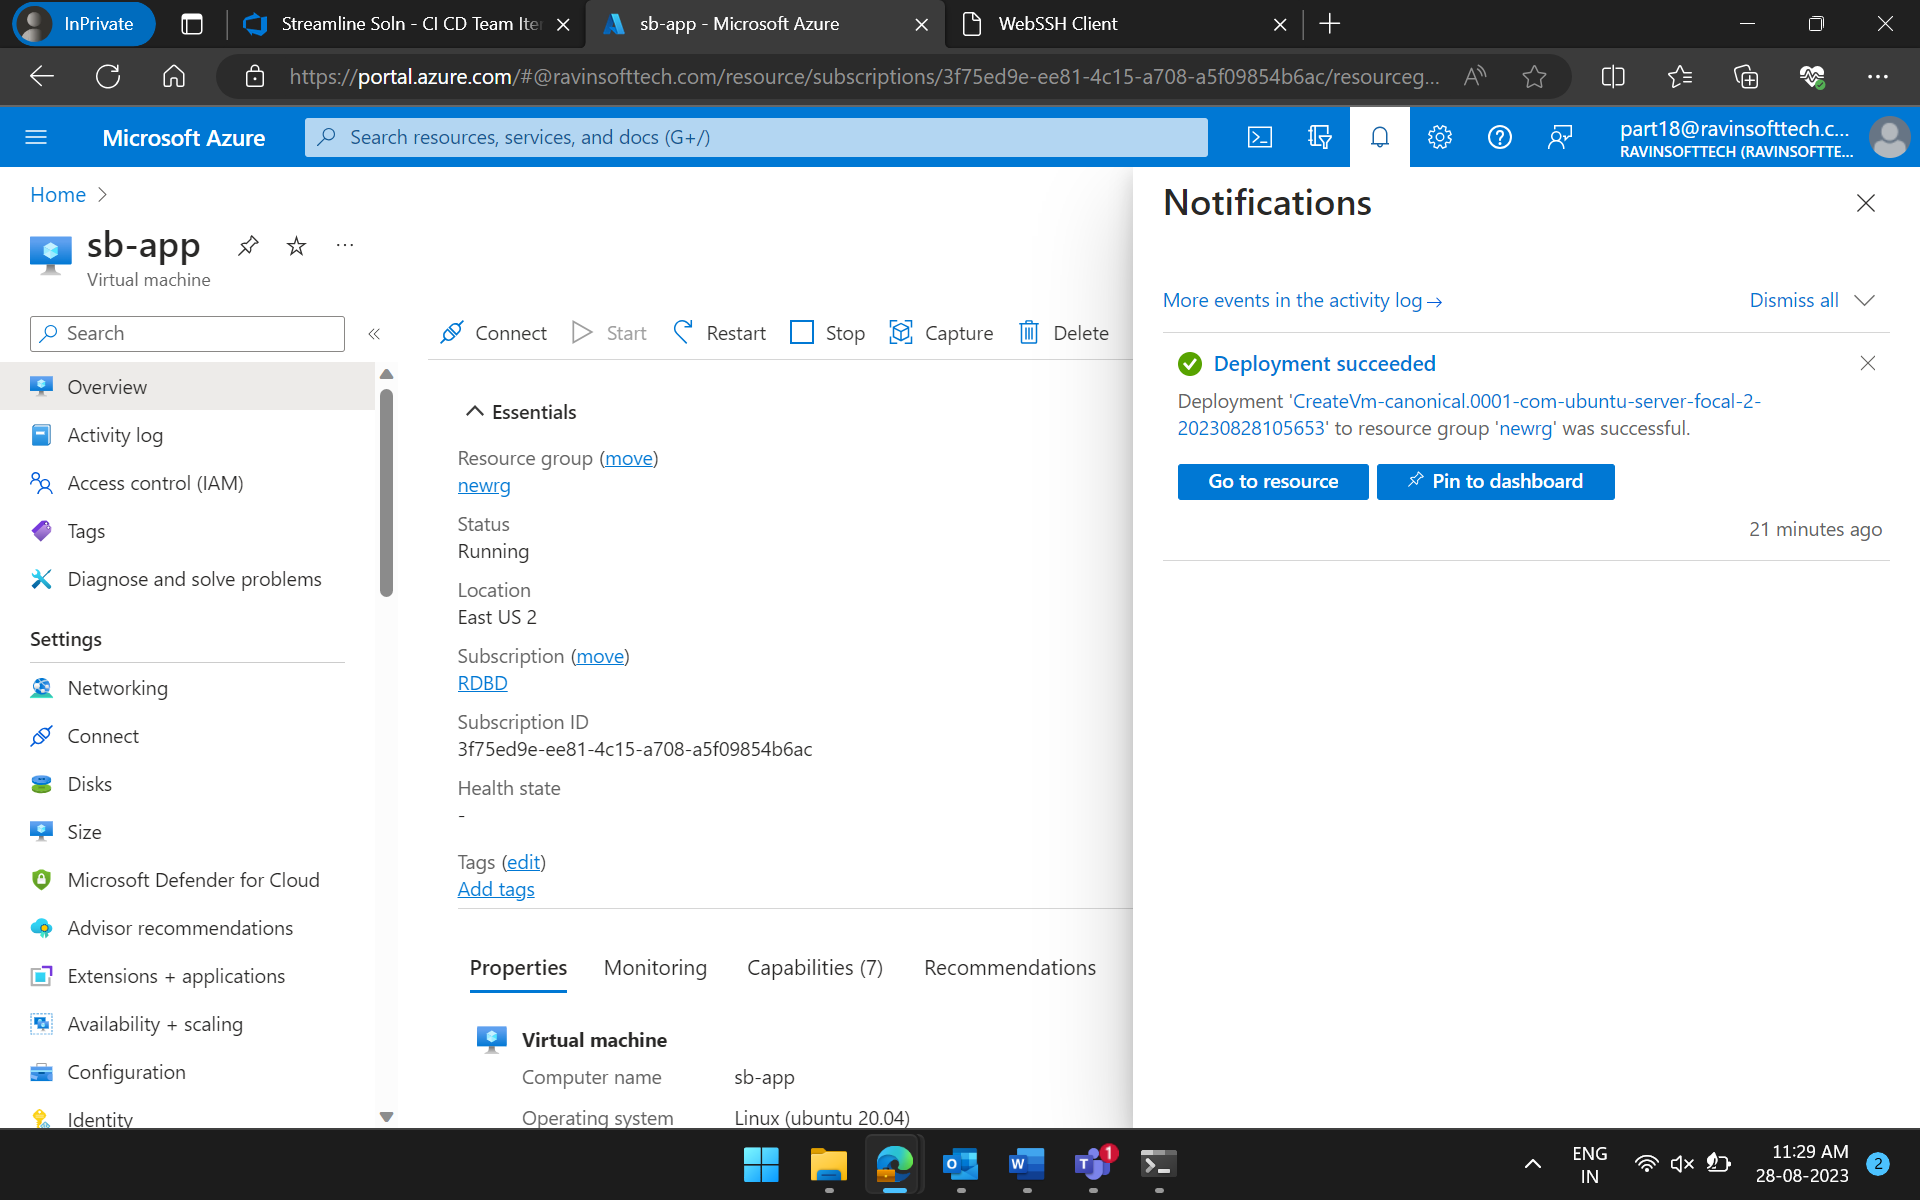 InPrivate
Streamline Soln - CI CD Team Iter
sb-app - Microsoft Azure
WebSSH Client
https://portal.azure.com/#@ravinsofttech.com/resource/subscriptions/3f75ed9e-ee81-4c15-a708-a5f09854b6ac/resourceg...
Microsoft Azure
Search resources, services, and docs (G+/)
part18@ravinsofttech.c...
RAVINSOFTTECH (RAVINSOFTTE...
Home
sb-app
Virtual machine
Search
Overview
Activity log
Access control (IAM)
Tags
Diagnose and solve problems
Settings
Networking
Connect
Disks
Size
Microsoft Defender for Cloud
Advisor recommendations
Extensions + applications
Availability + scaling
Configuration
Identity
Connect
Start
Restart
Stop
Capture
Delete
Essentials
Resource group (move)
newrg
Status
Running
Location
East US 2
Subscription (move)
RDBD
Subscription ID
3f75ed9e-ee81-4c15-a708-a5f09854b6ac
Health state
-
Tags (edit)
Add tags
Properties
Monitoring
Capabilities (7)
Recommendations
Virtual machine
Computer name sb-app
Operating system Linux (ubuntu 20.04)
Notifications
More events in the activity log →
Dismiss all
Deployment succeeded
Deployment 'CreateVm-canonical.0001-com-ubuntu-server-focal-2-
20230828105653' to resource group 'newrg' was successful.
Go to resource
Pin to dashboard
21 minutes ago
1
ENG
IN
11:29 AM
28-08-2023
2